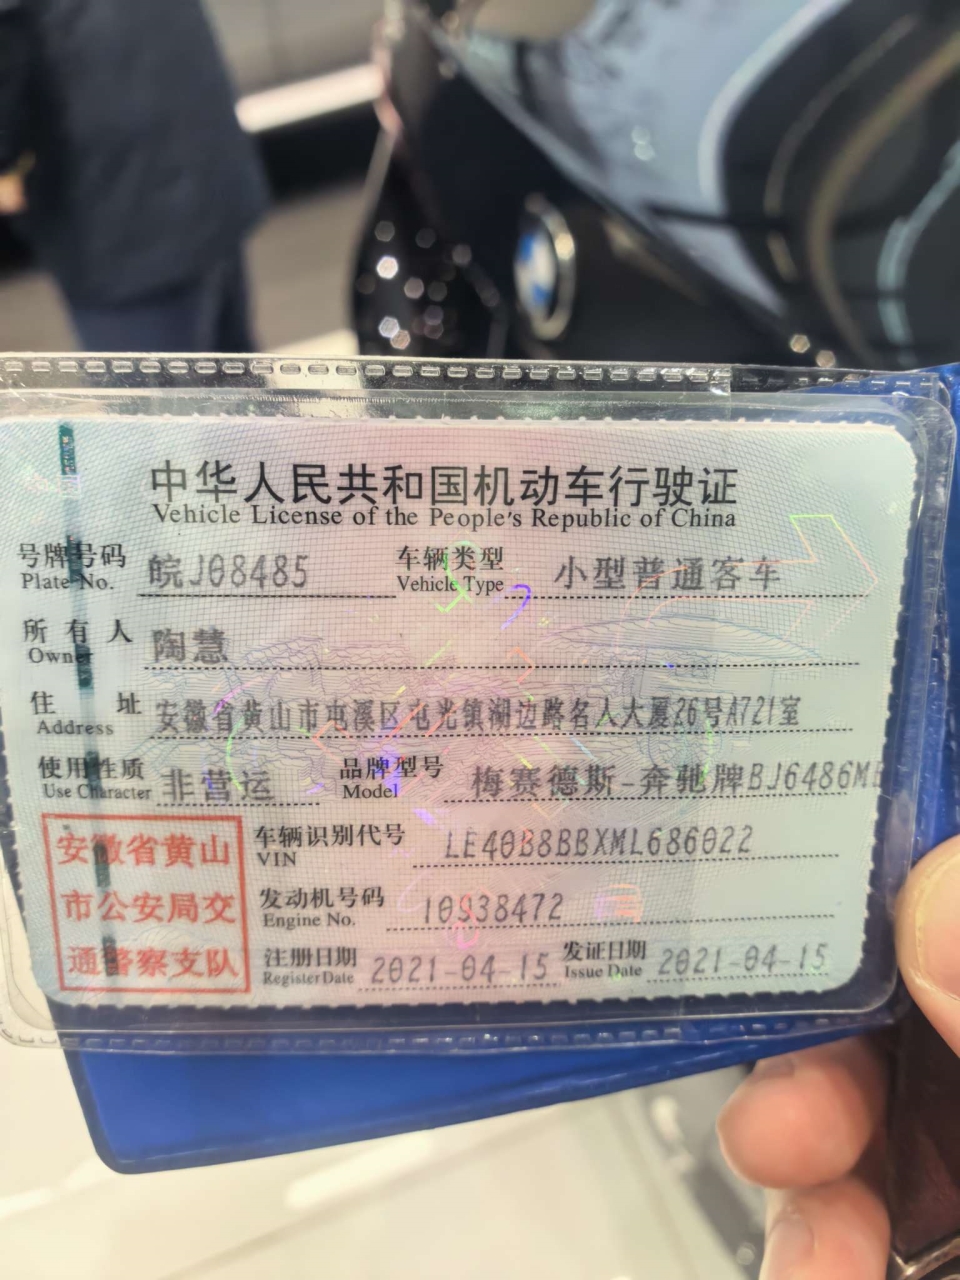 中华人民共和国机动车行驶证
Vehicle License of the People's Republic of China
号牌号码 皖J08485 车辆类型 小型普通客车
Plate No. Vehicle Type
所有人 陶慧
Owner
住址 安徽省黄山市屯溪区屯光镇湖边路名人大厦26号A721室
Address
使用性质 非营运 品牌型号 梅赛德斯-奔驰牌BJ6486M
Use Character Model
安徽省黄山
市公安局交
通警察支队
车辆识别代号 LE40B8BBXML686022
VIN
发动机号码 10938472
Engine No.
注册日期 2021-04-15 发证日期 2021-04-15
Register Date Issue Date